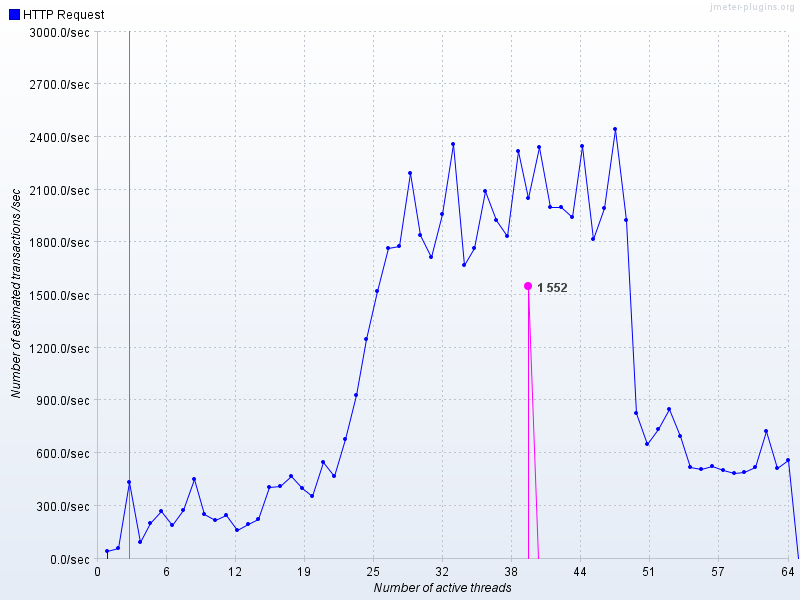 jmeter-plugins.org
HTTP Request
3000.0/sec
2700.0/sec
2400.0/sec
2100.0/sec
1800.0/sec
1500.0/sec
1200.0/sec
900.0/sec
600.0/sec
300.0/sec
0.0/sec
Number of estimated transactions /sec
1 552
0 6 12 19 25 32 38 44 51 57 64
Number of active threads